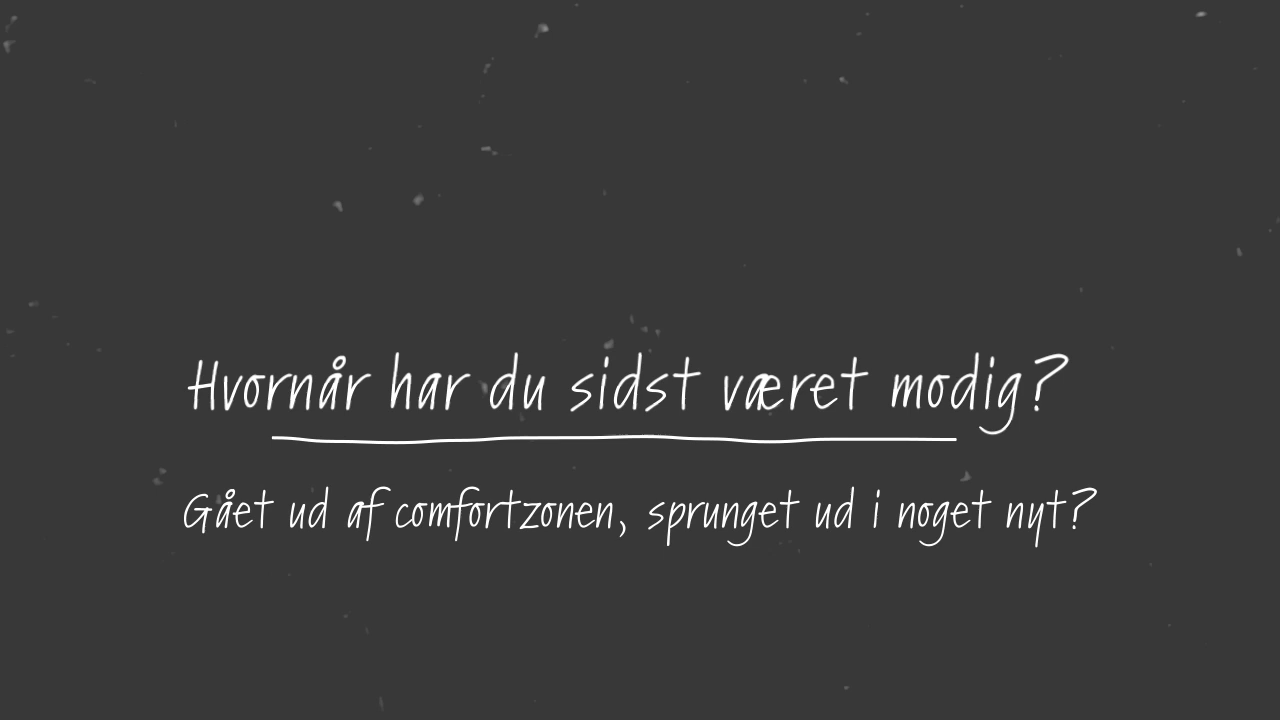 Hvornår har du sidst været modig?
Gået ud af comfortzonen, sprunget ud i noget nyt?